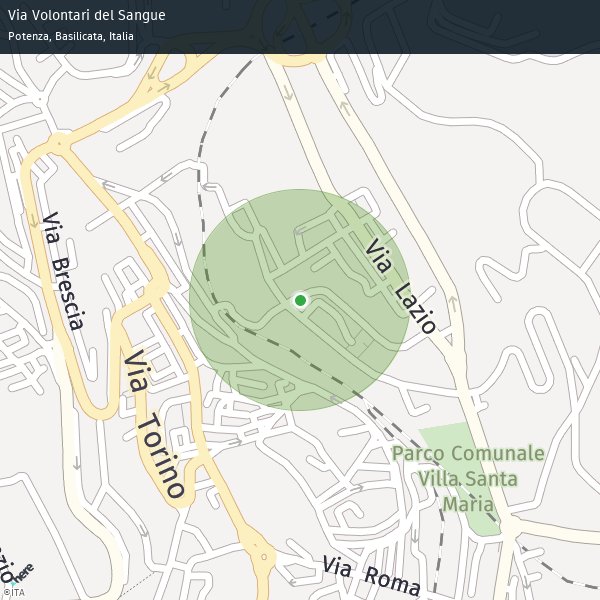 Via Volontari del Sangue
Potenza, Basilicata, Italia
Via Brescia
Via Lazio
Via Torino
Parco Comunale
Villa Santa
Maria
Via Roma
here
©ITA